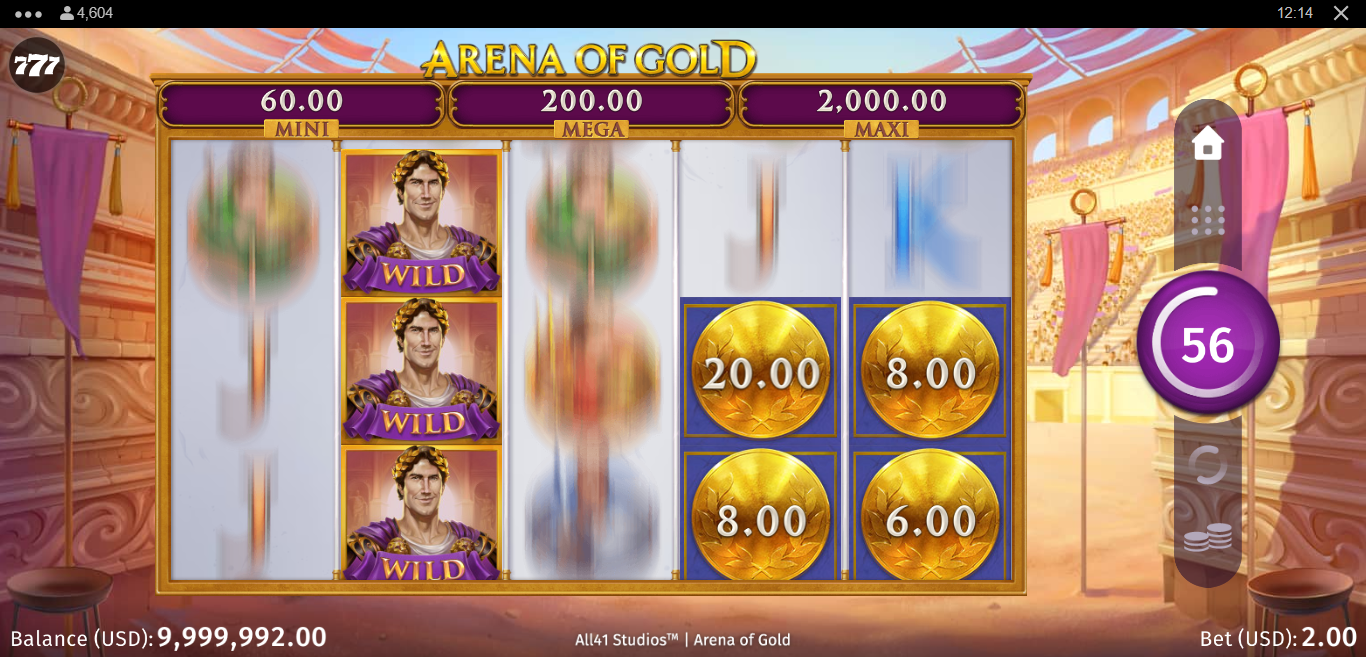 4,604
12:14
777
ARENA OF GOLD
60.00
200.00
2,000.00
MINI
MEGA
MAXI
WILD
J
K
WILD
20.00
8.00
56
J
WILD
8.00
6.00
J
Balance (USD): 9,999,992.00
All41 Studios™ | Arena of Gold
Bet (USD): 2.00